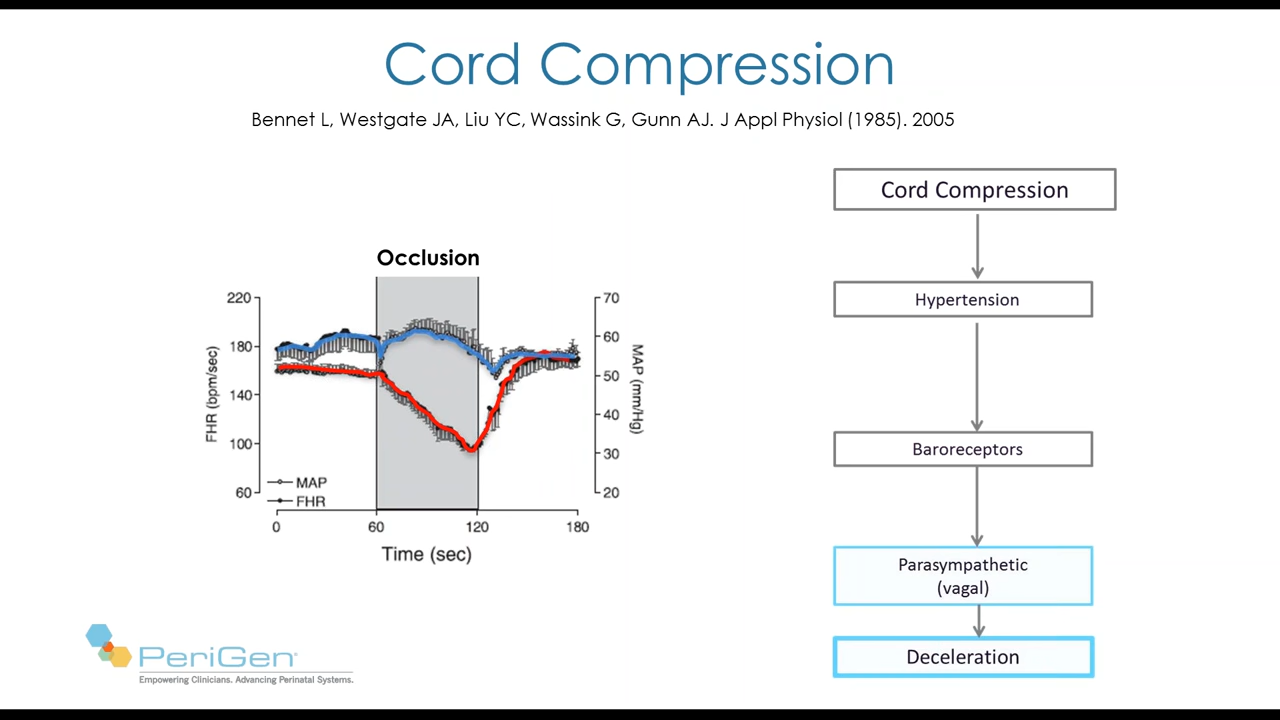 Cord Compression
Bennet L, Westgate JA, Liu YC, Wassink G, Gunn AJ. J Appl Physiol (1985). 2005
Occlusion
220
180
140
100
60
FHR (bpm/sec)
70
60
50
40
30
20
MAP (mm/Hg)
MAP
FHR
0 60 120 180
Time (sec)
Cord Compression
Hypertension
Baroreceptors
Parasympathetic
(vagal)
Deceleration
PeriGen®
Empowering Clinicians. Advancing Perinatal Systems.